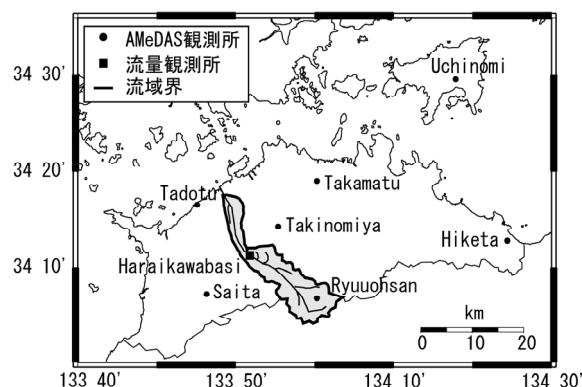 AMeDAS観測所
流量観測所
流域界
34 30'
Uchinomi
34 20'
Takamatu
Tadotu
Takinomiya
Hiketa
34 10'
Haraikawabasi
Ryuuohsan
Saita
km
0 10 20
133 40' 133 50' 134 10' 134 30'